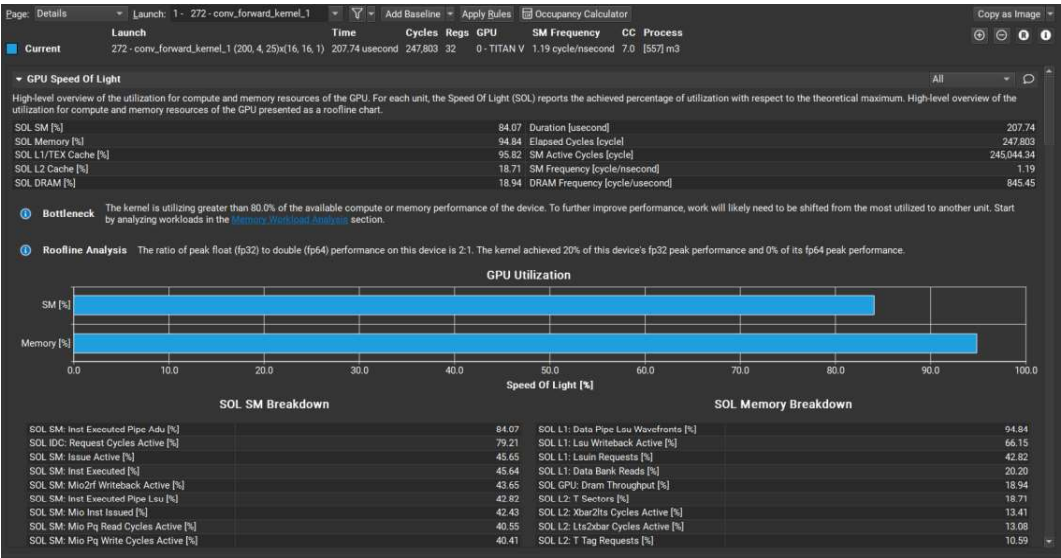 Page: Details Launch: 1 - 272 - conv_forward_kernel_1 Add Baseline Apply Rules Occupancy Calculator Copy as Image
Launch Time Cycles Regs GPU SM Frequency CC Process
Current 272 - conv_forward_kernel_1 (200, 4, 25)x(16, 16, 1) 207.74 usecond 247,803 32 0 - TITAN V 1.19 cycle/nsecond 7.0 [557] m3
GPU Speed Of Light All
High-level overview of the utilization for compute and memory resources of the GPU. For each unit, the Speed Of Light (SOL) reports the achieved percentage of utilization with respect to the theoretical maximum. High-level overview of the
utilization for compute and memory resources of the GPU presented as a roofline chart.
SOL SM [%] 84.07 Duration [usecond] 207.74
SOL Memory [%] 94.84 Elapsed Cycles [cycle] 247,803
SOL L1/TEX Cache [%] 95.82 SM Active Cycles [cycle] 245,044.34
SOL L2 Cache [%] 18.71 SM Frequency [cycle/nsecond] 1.19
SOL DRAM [%] 18.94 DRAM Frequency [cycle/usecond] 845.45
Bottleneck The kernel is utilizing greater than 80.0% of the available compute or memory performance of the device. To further improve performance, work will likely need to be shifted from the most utilized to another unit. Start
by analyzing workloads in the Memory Workload Analysis section.
Roofline Analysis The ratio of peak float (fp32) to double (fp64) performance on this device is 2:1. The kernel achieved 20% of this device's fp32 peak performance and 0% of its fp64 peak performance.
GPU Utilization
SM [%]
Memory [%]
0.0 10.0 20.0 30.0 40.0 50.0 60.0 70.0 80.0 90.0 100.0
Speed Of Light [%]
SOL SM Breakdown SOL Memory Breakdown
SOL SM: Inst Executed Pipe Adu [%] 84.07 SOL L1: Data Pipe Lsu Wavefronts [%] 94.84
SOL IDC: Request Cycles Active [%] 79.21 SOL L1: Lsu Writeback Active [%] 66.15
SOL SM: Issue Active [%] 45.65 SOL L1: Lsuin Requests [%] 42.82
SOL SM: Inst Executed [%] 45.64 SOL L1: Data Bank Reads [%] 20.20
SOL SM: Mio2rf Writeback Active [%] 43.65 SOL GPU: Dram Throughput [%] 18.94
SOL SM: Inst Executed Pipe Lsu [%] 42.82 SOL L2: T Sectors [%] 18.71
SOL SM: Mio Inst Issued [%] 42.43 SOL L2: Xbar2lts Cycles Active [%] 13.41
SOL SM: Mio Pq Read Cycles Active [%] 40.55 SOL L2: Lts2xbar Cycles Active [%] 13.08
SOL SM: Mio Pq Write Cycles Active [%] 40.41 SOL L2: T Tag Requests [%] 10.59